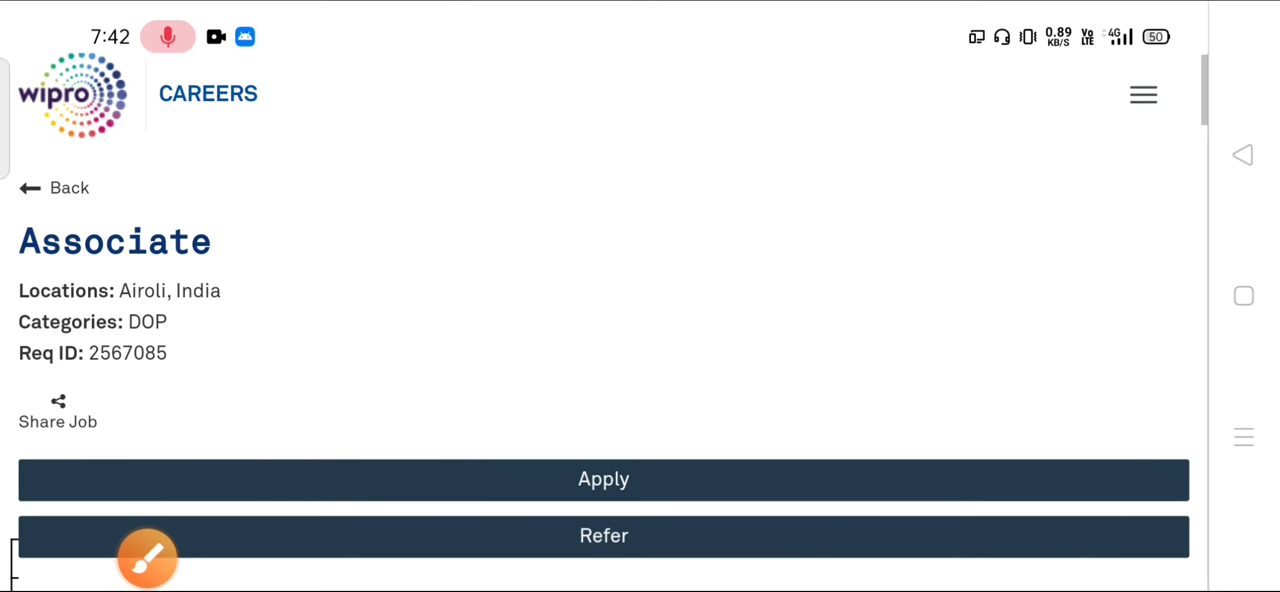 7:42 0.89 KB/S Vo LTE 4G 50
wipro CAREERS
Back
Associate
Locations: Airoli, India
Categories: DOP
Req ID: 2567085
Share Job
Apply
Refer